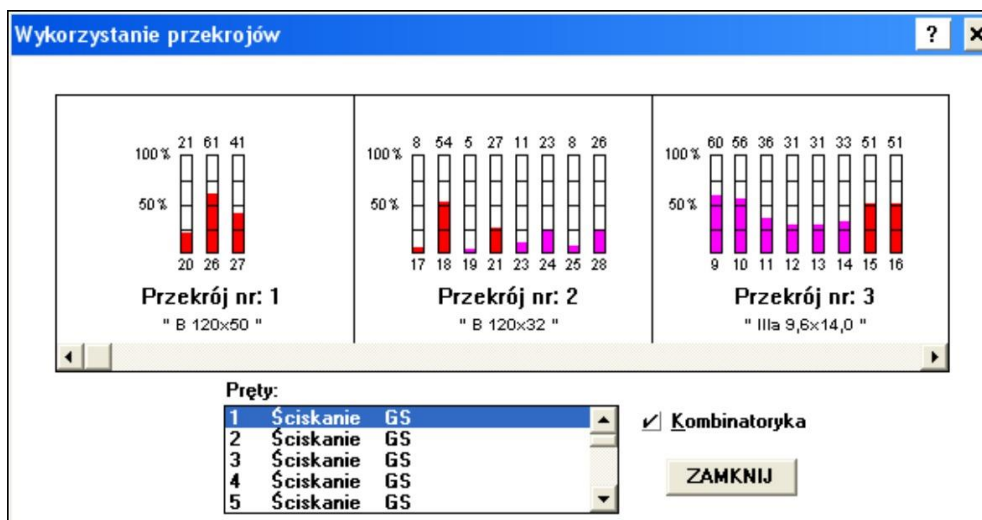 Wykorzystanie przekrojów ? ×
21 61 41
100 %
50 %
20 26 27
Przekrój nr: 1
" B 120x50 "
8 54 5 27 11 23 8 26
100 %
50 %
17 18 19 21 23 24 25 28
Przekrój nr: 2
" B 120x32 "
60 56 36 31 31 33 51 51
100 %
50 %
9 10 11 12 13 14 15 16
Przekrój nr: 3
" IIIa 9,6x14,0 "
Pręty:
1 Ściskanie GS
2 Ściskanie GS
3 Ściskanie GS
4 Ściskanie GS
5 Ściskanie GS
Kombinatoryka
ZAMKNIJ